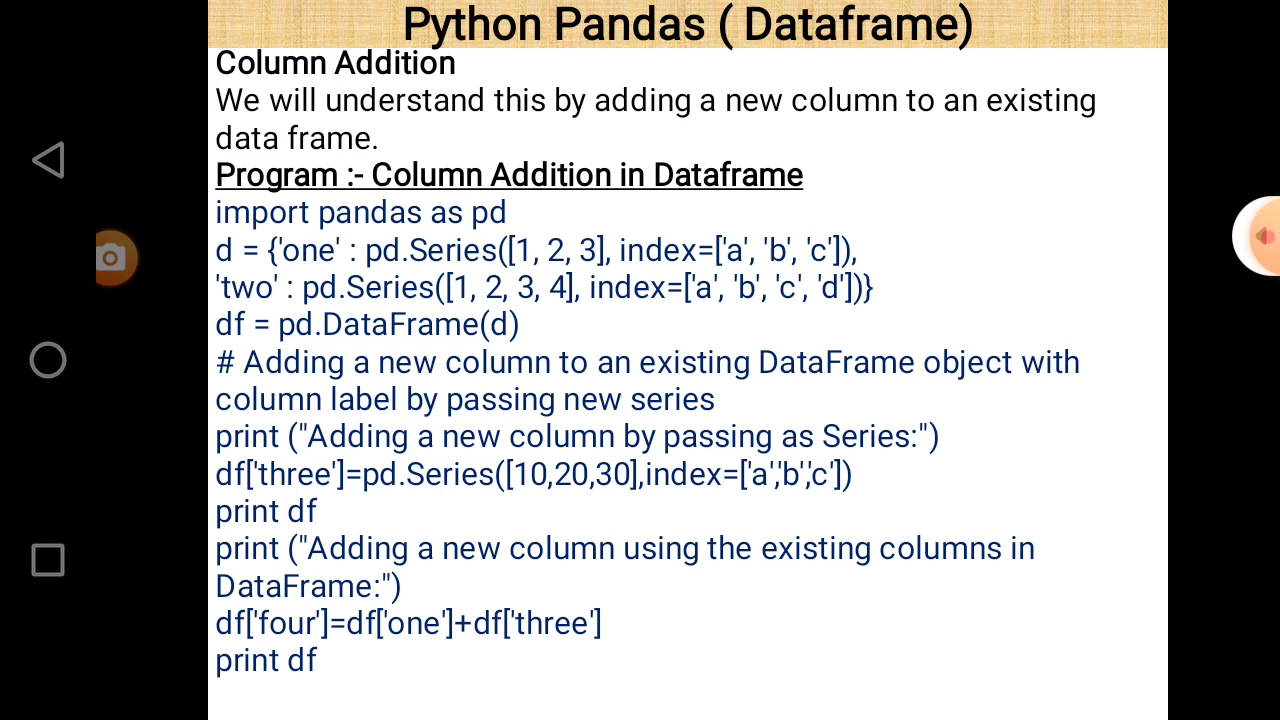 Python Pandas ( Dataframe)
Column Addition
We will understand this by adding a new column to an existing
data frame.
Program :- Column Addition in Dataframe
import pandas as pd
d = {'one' : pd.Series([1, 2, 3], index=['a', 'b', 'c']),
'two' : pd.Series([1, 2, 3, 4], index=['a', 'b', 'c', 'd'])}
df = pd.DataFrame(d)
# Adding a new column to an existing DataFrame object with
column label by passing new series
print ("Adding a new column by passing as Series:")
df['three']=pd.Series([10,20,30],index=['a','b','c'])
print df
print ("Adding a new column using the existing columns in
DataFrame:")
df['four']=df['one']+df['three']
print df